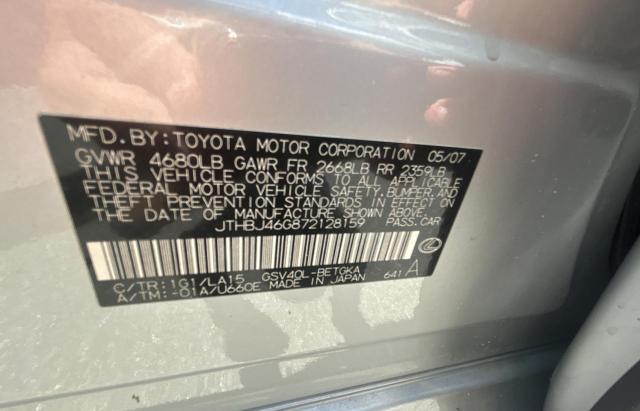 MFD. BY: TOYOTA MOTOR CORPORATION 05/07
GVWR 4680LB GAWR FR 2668LB RR 2359LB
THIS VEHICLE CONFORMS TO ALL APPLICABLE
FEDERAL MOTOR VEHICLE SAFETY, BUMPER, AND
THEFT PREVENTION STANDARDS IN EFFECT ON
THE DATE OF MANUFACTURE SHOWN ABOVE.
JTHBJ46G872128159 PASS. CAR
C/TR: 1G1/LA15 GSV40L-BETGKA 641 A
A/TM: -01A/U660E MADE IN JAPAN